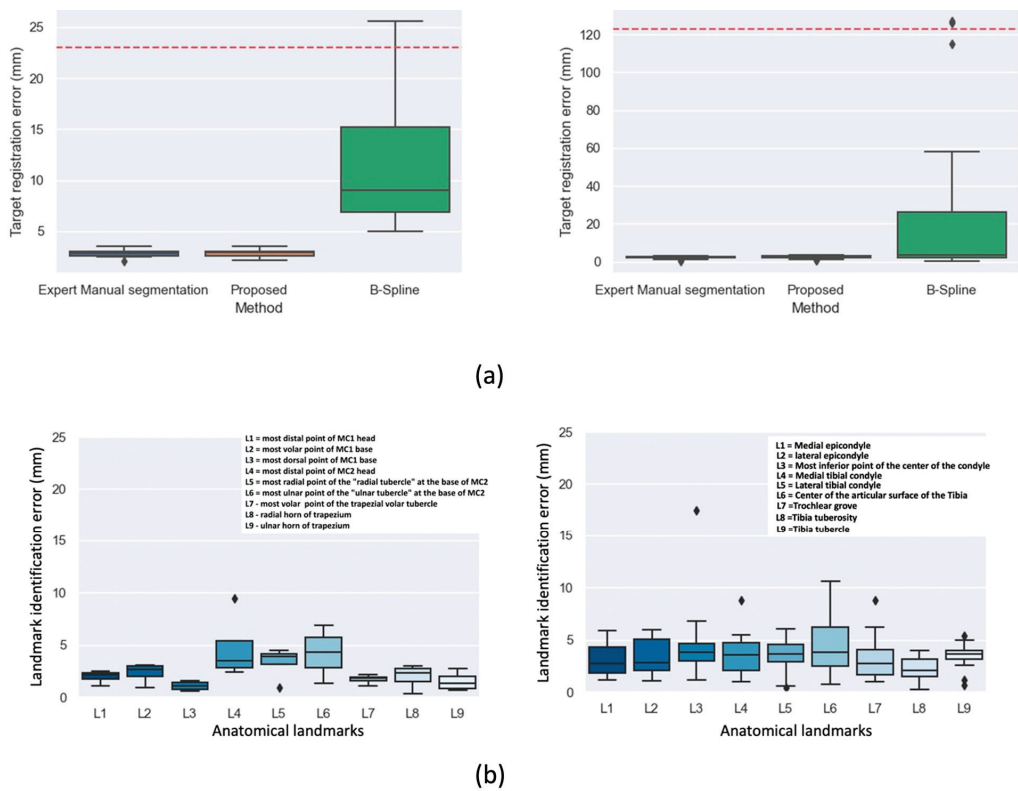 25
20
15
10
5
Target registration error (mm)
Expert Manual segmentation
Proposed
B-Spline
Method
120
100
80
60
40
20
0
Target registration error (mm)
Expert Manual segmentation
Proposed
B-Spline
Method
(a)
25
20
15
10
5
0
Landmark identification error (mm)
L1 = most distal point of MC1 head
L2 = most volar point of MC1 base
L3 = most dorsal point of MC1 base
L4 = most distal point of MC2 head
L5 = most radial point of the "radial tubercle" at the base of MC2
L6 = most ulnar point of the "ulnar tubercle" at the base of MC2
L7 - most volar point of the trapezial volar tubercle
L8 - radial horn of trapezium
L9 - ulnar horn of trapezium
L1 L2 L3 L4 L5 L6 L7 L8 L9
Anatomical landmarks
25
20
15
10
5
0
Landmark identification error (mm)
L1 = Medial epicondyle
L2 = lateral epicondyle
L3 = Most inferior point of the center of the condyle
L4 = Medial tibial condyle
L5 = Lateral tibial condyle
L6 = Center of the articular surface of the Tibia
L7 =Trochlear grove
L8 =Tibia tuberosity
L9 =Tibia tubercle
L1 L2 L3 L4 L5 L6 L7 L8 L9
Anatomical landmarks
(b)